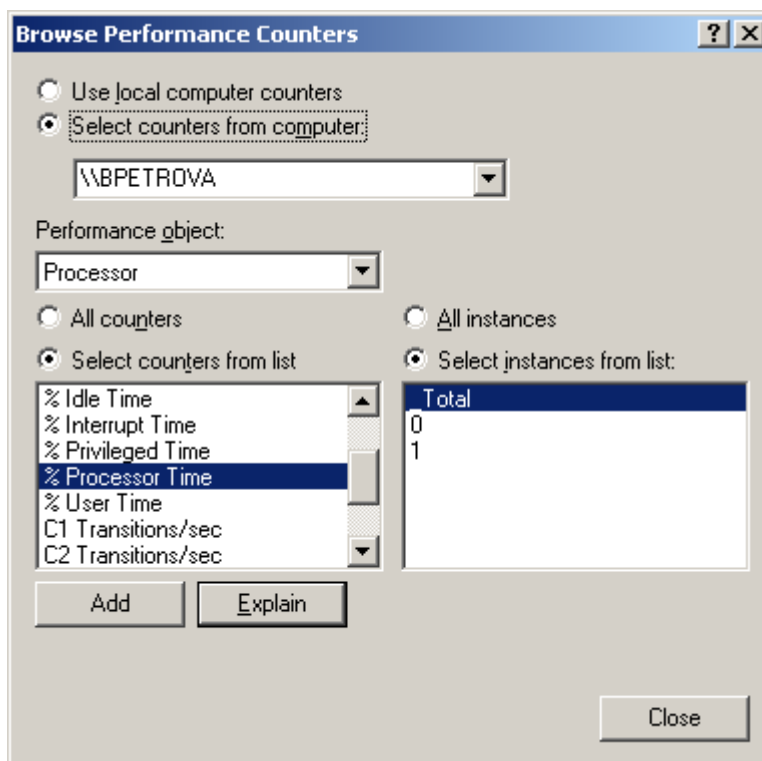 Browse Performance Counters
Use local computer counters
Select counters from computer:
\\BPETROVA
Performance object:
Processor
All counters
Select counters from list
% Idle Time
% Interrupt Time
% Privileged Time
% Processor Time
% User Time
C1 Transitions/sec
C2 Transitions/sec
All instances
Select instances from list:
_Total
0
1
Add
Explain
Close